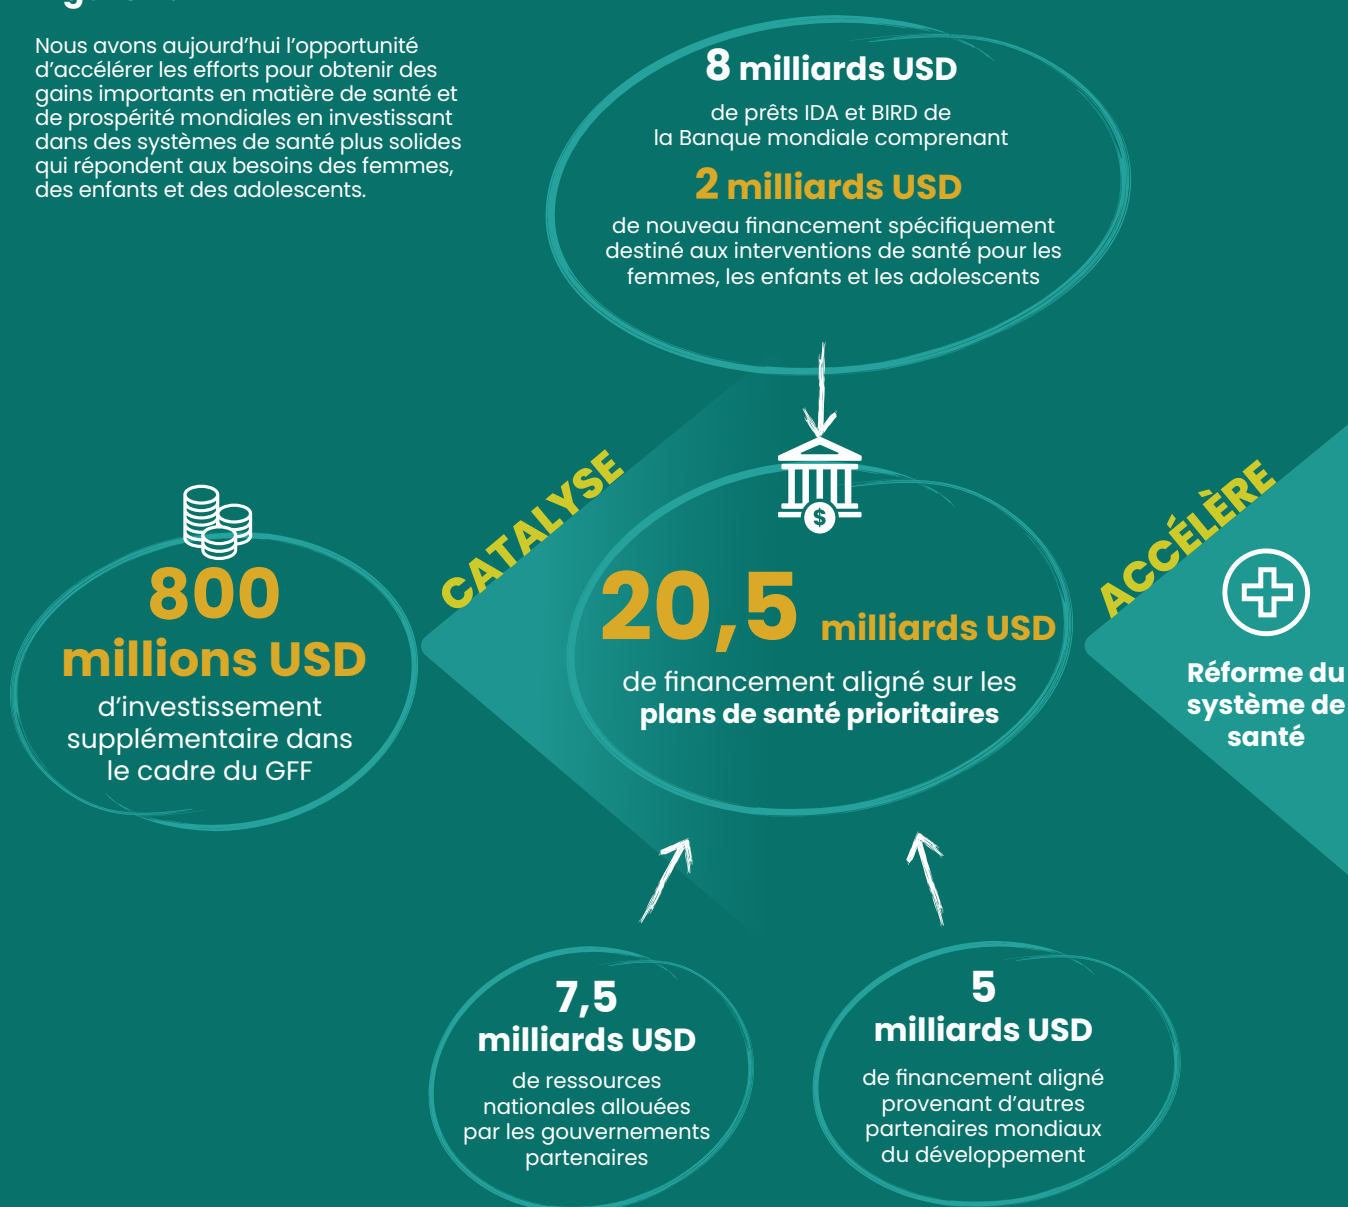 Nous avons aujourd’hui l’opportunité
d’accélérer les efforts pour obtenir des
gains importants en matière de santé et
de prospérité mondiales en investissant
dans des systèmes de santé plus solides
qui répondent aux besoins des femmes,
des enfants et des adolescents.
8 milliards USD
de prêts IDA et BIRD de
la Banque mondiale comprenant
2 milliards USD
de nouveau financement spécifiquement
destiné aux interventions de santé pour les
femmes, les enfants et les adolescents
800
millions USD
d’investissement
supplémentaire dans
le cadre du GFF
CATALYSE
$
20,5 milliards USD
de financement aligné sur les
plans de santé prioritaires
ACCÉLÈRE
Réforme du
système de
santé
7,5
milliards USD
de ressources
nationales allouées
par les gouvernements
partenaires
5
milliards USD
de financement aligné
provenant d’autres
partenaires mondiaux
du développement